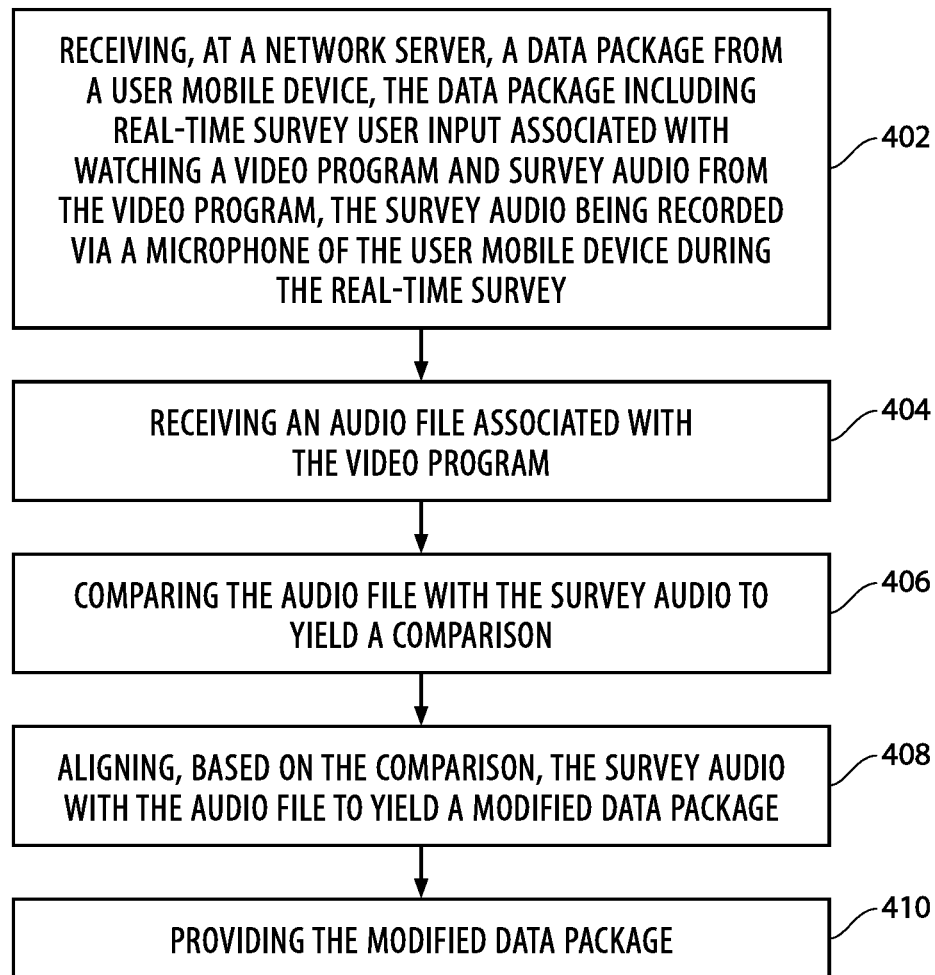 RECEIVING, AT A NETWORK SERVER, A DATA PACKAGE FROM
A USER MOBILE DEVICE, THE DATA PACKAGE INCLUDING
REAL-TIME SURVEY USER INPUT ASSOCIATED WITH
WATCHING A VIDEO PROGRAM AND SURVEY AUDIO FROM
THE VIDEO PROGRAM, THE SURVEY AUDIO BEING RECORDED
VIA A MICROPHONE OF THE USER MOBILE DEVICE DURING
THE REAL-TIME SURVEY
402
RECEIVING AN AUDIO FILE ASSOCIATED WITH
THE VIDEO PROGRAM
404
COMPARING THE AUDIO FILE WITH THE SURVEY AUDIO TO
YIELD A COMPARISON
406
ALIGNING, BASED ON THE COMPARISON, THE SURVEY AUDIO
WITH THE AUDIO FILE TO YIELD A MODIFIED DATA PACKAGE
408
PROVIDING THE MODIFIED DATA PACKAGE
410